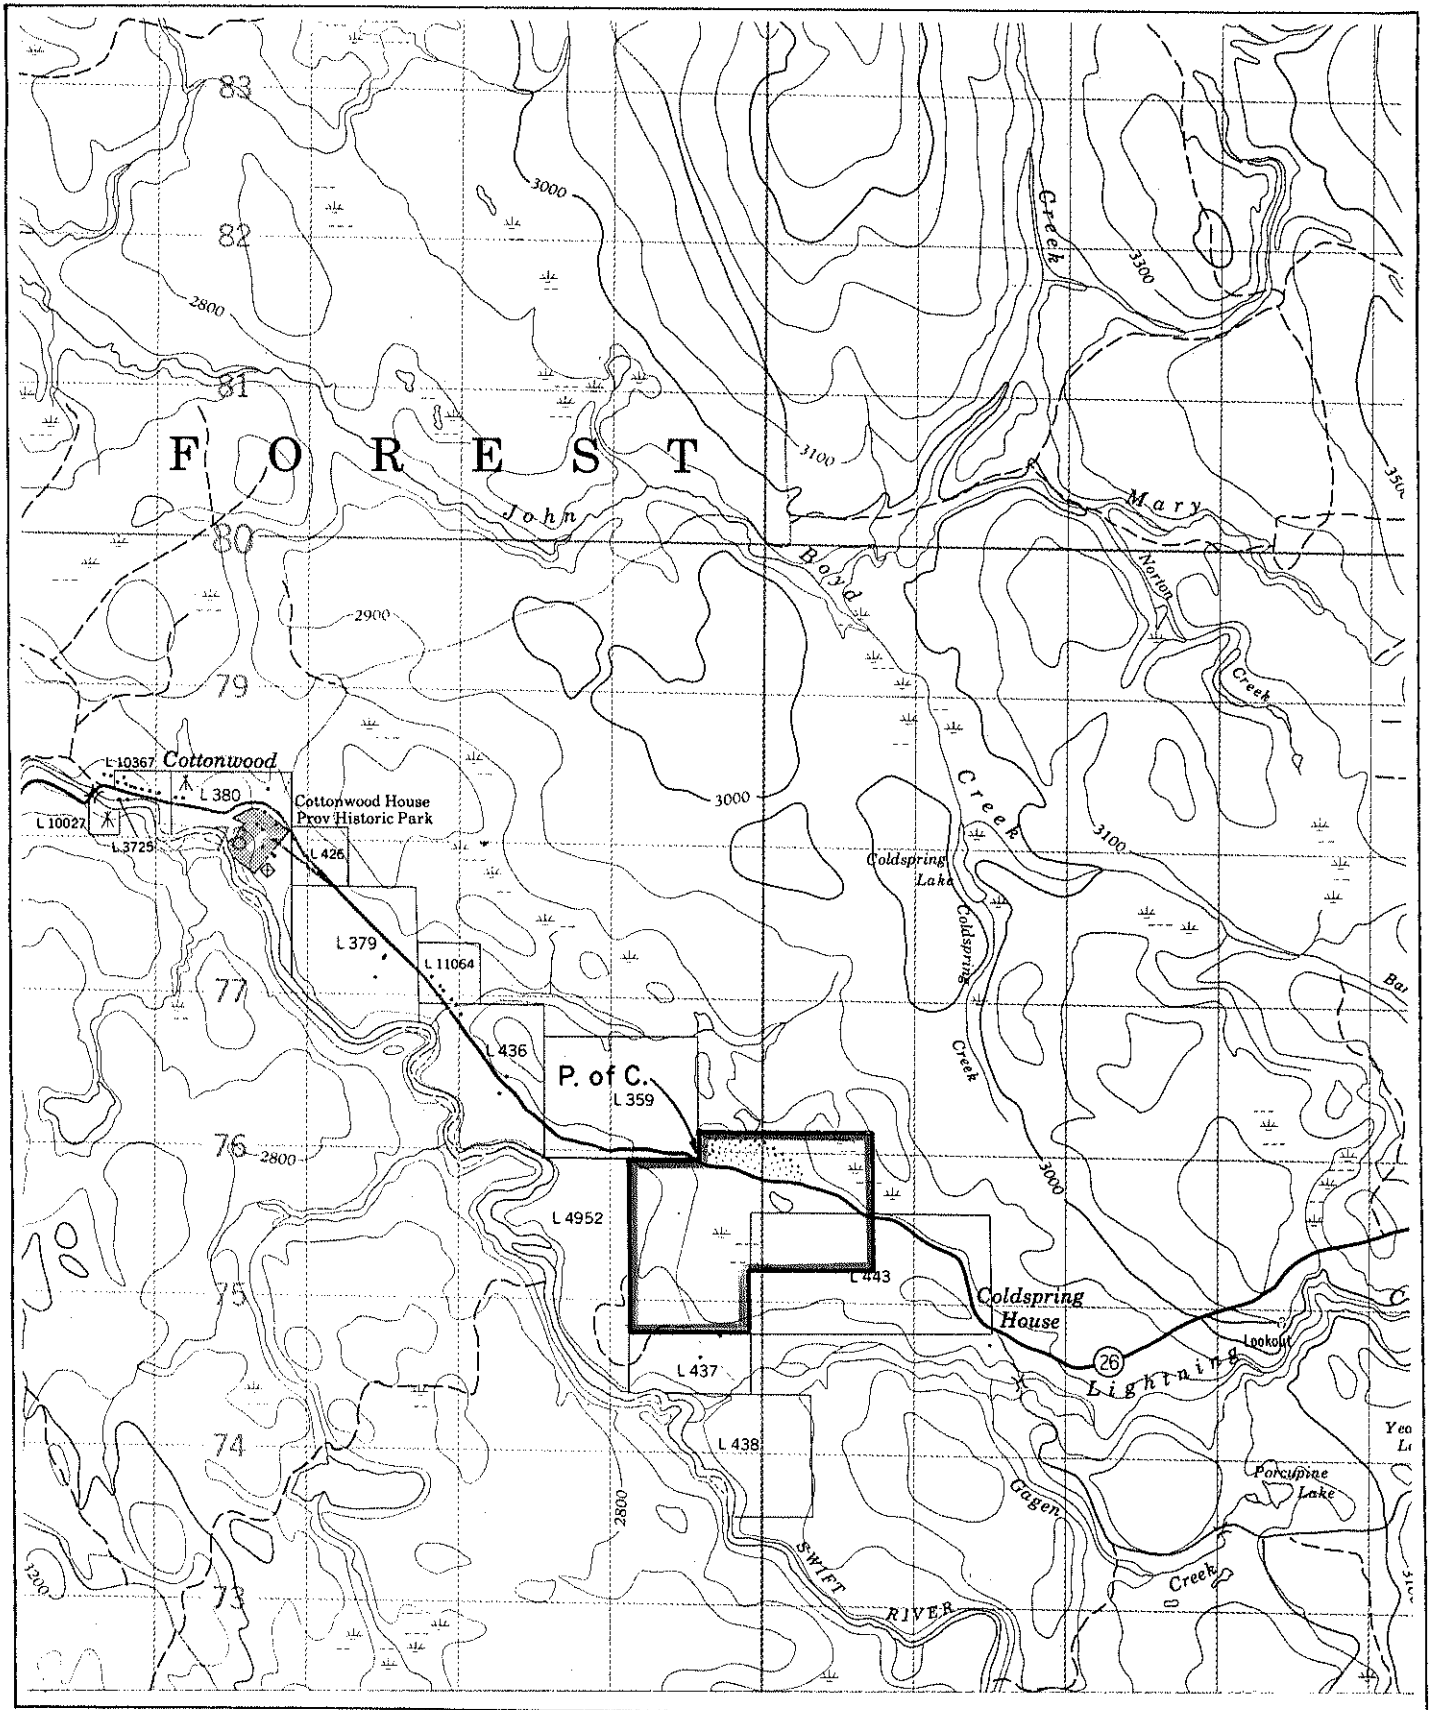 83
3000
Creek
82
3300
2800
81
F O R E S T
3100
John
Mary
80
Boyd
Norton
2900
79
Creek
L 10367
Cottonwood
L 380
Cottonwood House
Prov Historic Park
L 10027
L 3725
L 426
3000
Creek
3100
Coldspring
Lake
Coldspring
Creek
L 379
L 11064
77
L 436
P. of C.
L 359
76
2800
3000
L 4952
75
L 443
Coldspring
House
Lookout
26
Lightning
L 437
74
L 438
Porcupine
Lake
Gagen
Creek
2800
3200
73
SWIFT
RIVER